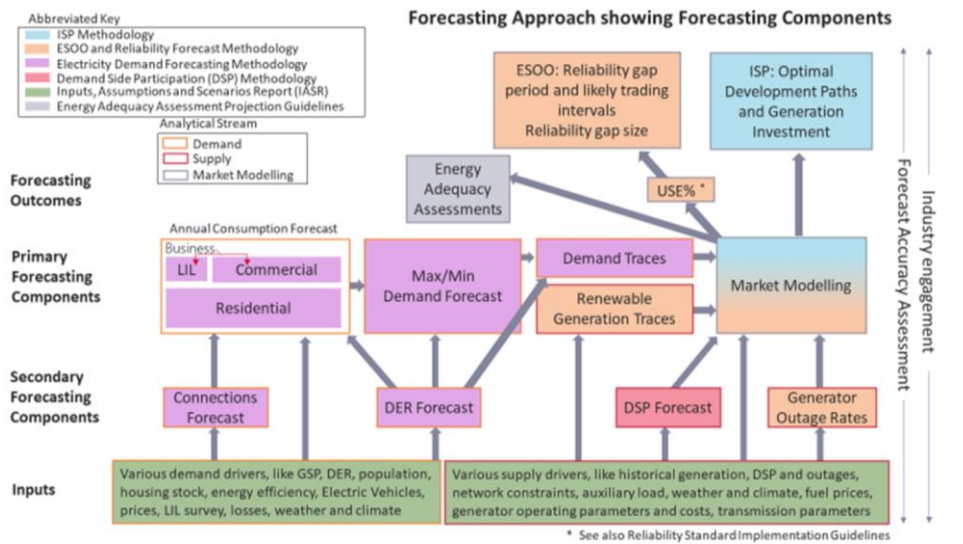 Forecasting Approach showing Forecasting Components
Abbreviated Key
ISP Methodology
ESOO and Reliability Forecast Methodology
Electricity Demand Forecasting Methodology
Demand Side Participation (DSP) Methodology
Inputs, Assumptions and Scenarios Report (IASR)
Energy Adequacy Assessment Projection Guidelines
Analytical Stream
Demand
Supply
Market Modelling
ESOO: Reliability gap
period and likely trading
intervals
Reliability gap size
ISP: Optimal
Development Paths
and Generation
Investment
Forecasting
Outcomes
Energy
Adequacy
Assessments
USE% *
Primary
Forecasting
Components
Annual Consumption Forecast
Business
LIL
Commercial
Residential
Max/Min
Demand Forecast
Demand Traces
Renewable
Generation Traces
Market Modelling
Secondary
Forecasting
Components
Connections
Forecast
DER Forecast
DSP Forecast
Generator
Outage Rates
Inputs
Various demand drivers, like GSP, DER, population,
housing stock, energy efficiency, Electric Vehicles,
prices, LIL survey, losses, weather and climate
Various supply drivers, like historical generation, DSP and outages,
network constraints, auxiliary load, weather and climate, fuel prices,
generator operating parameters and costs, transmission parameters
* See also Reliability Standard Implementation Guidelines
Forecast Accuracy Assessment
Industry engagement